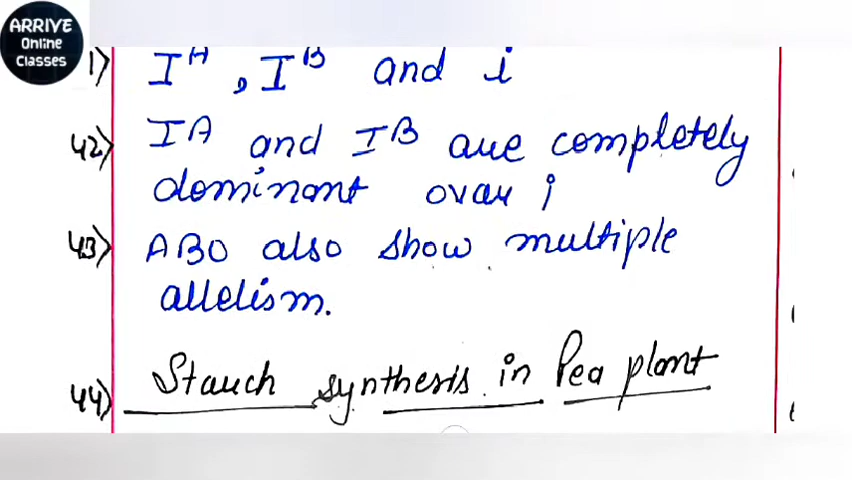 ARRIVE
Online
Classes
1) I^A, I^B and i
42) I^A and I^B are completely
dominant over i
43) ABO also show multiple
allelism.
44) Starch synthesis in Pea plant